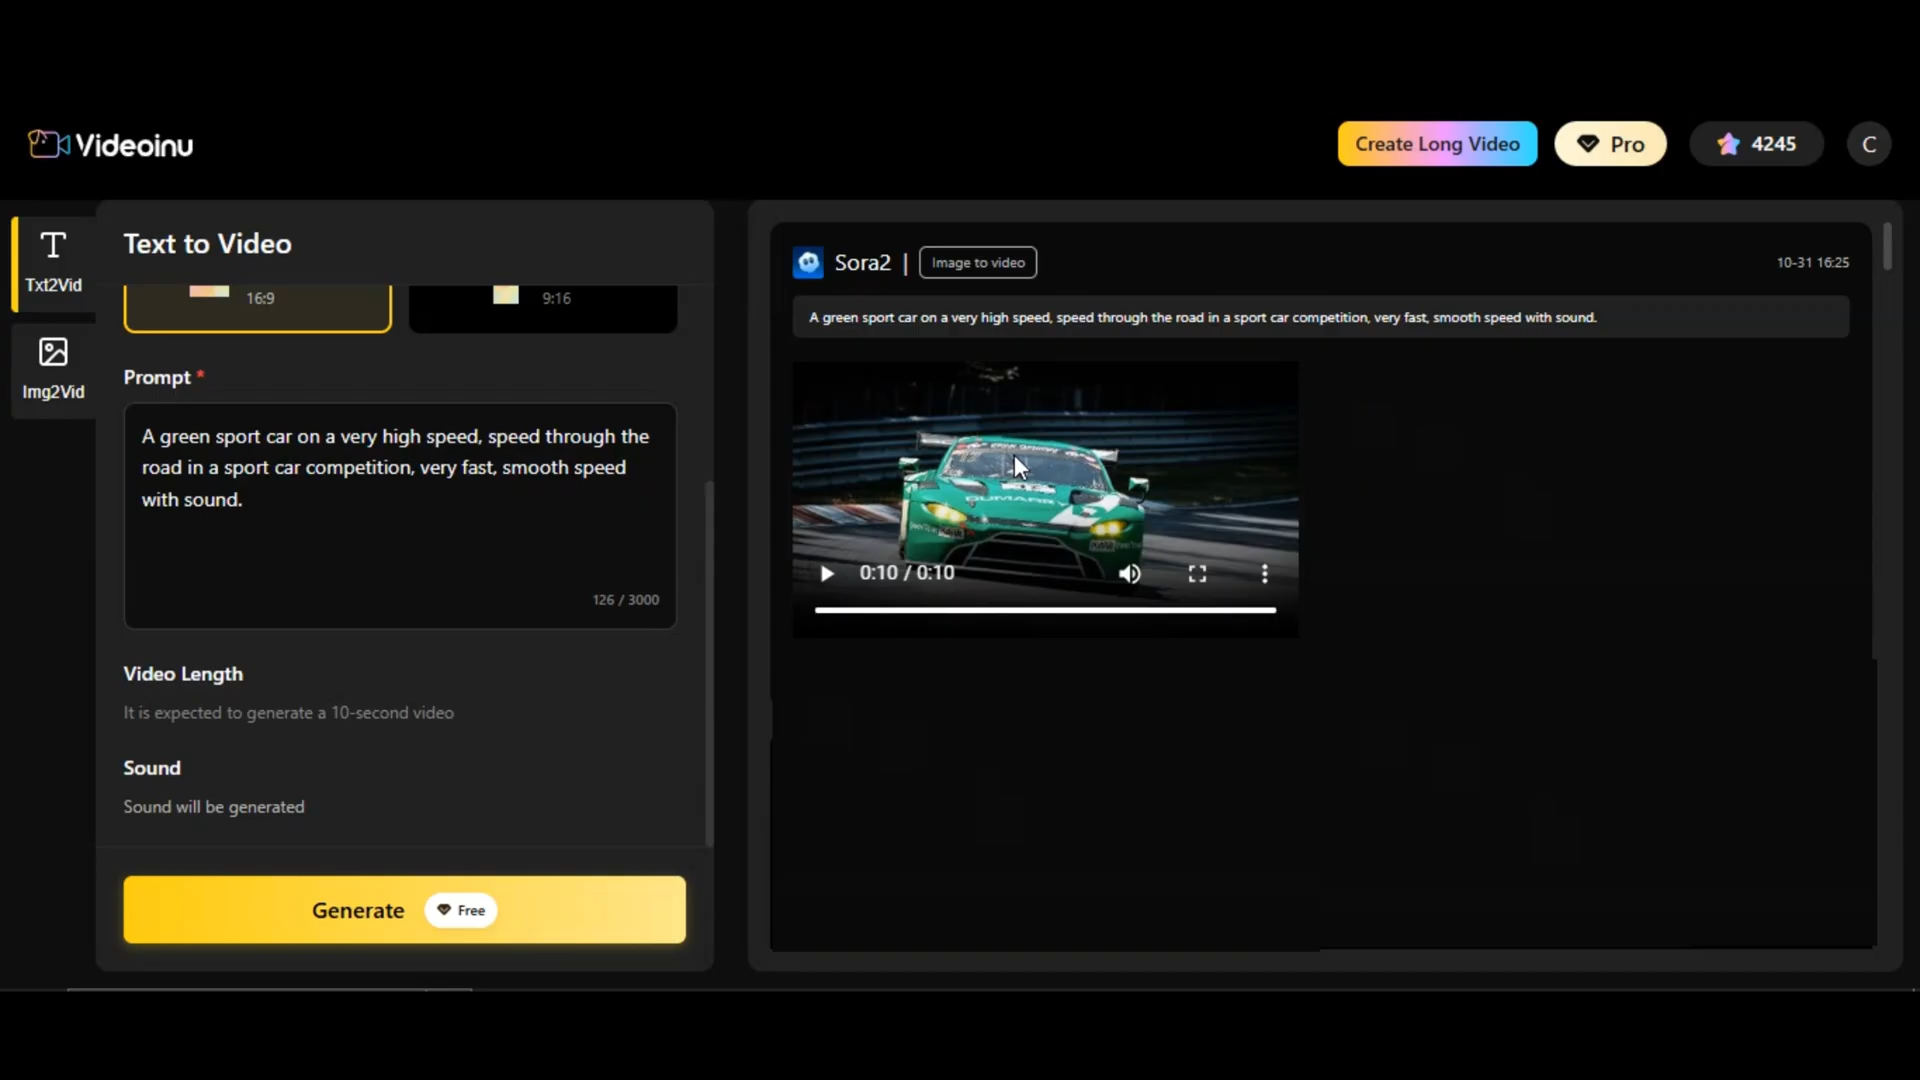 Videoinu
Create Long Video
Pro
4245
C
Txt2Vid
Img2Vid
Text to Video
16:9
9:16
Prompt *
A green sport car on a very high speed, speed through the
road in a sport car competition, very fast, smooth speed
with sound.
126 / 3000
Video Length
It is expected to generate a 10-second video
Sound
Sound will be generated
Generate
Free
Sora2 |
Image to video
10-31 16:25
A green sport car on a very high speed, speed through the road in a sport car competition, very fast, smooth speed with sound.
0:10 / 0:10